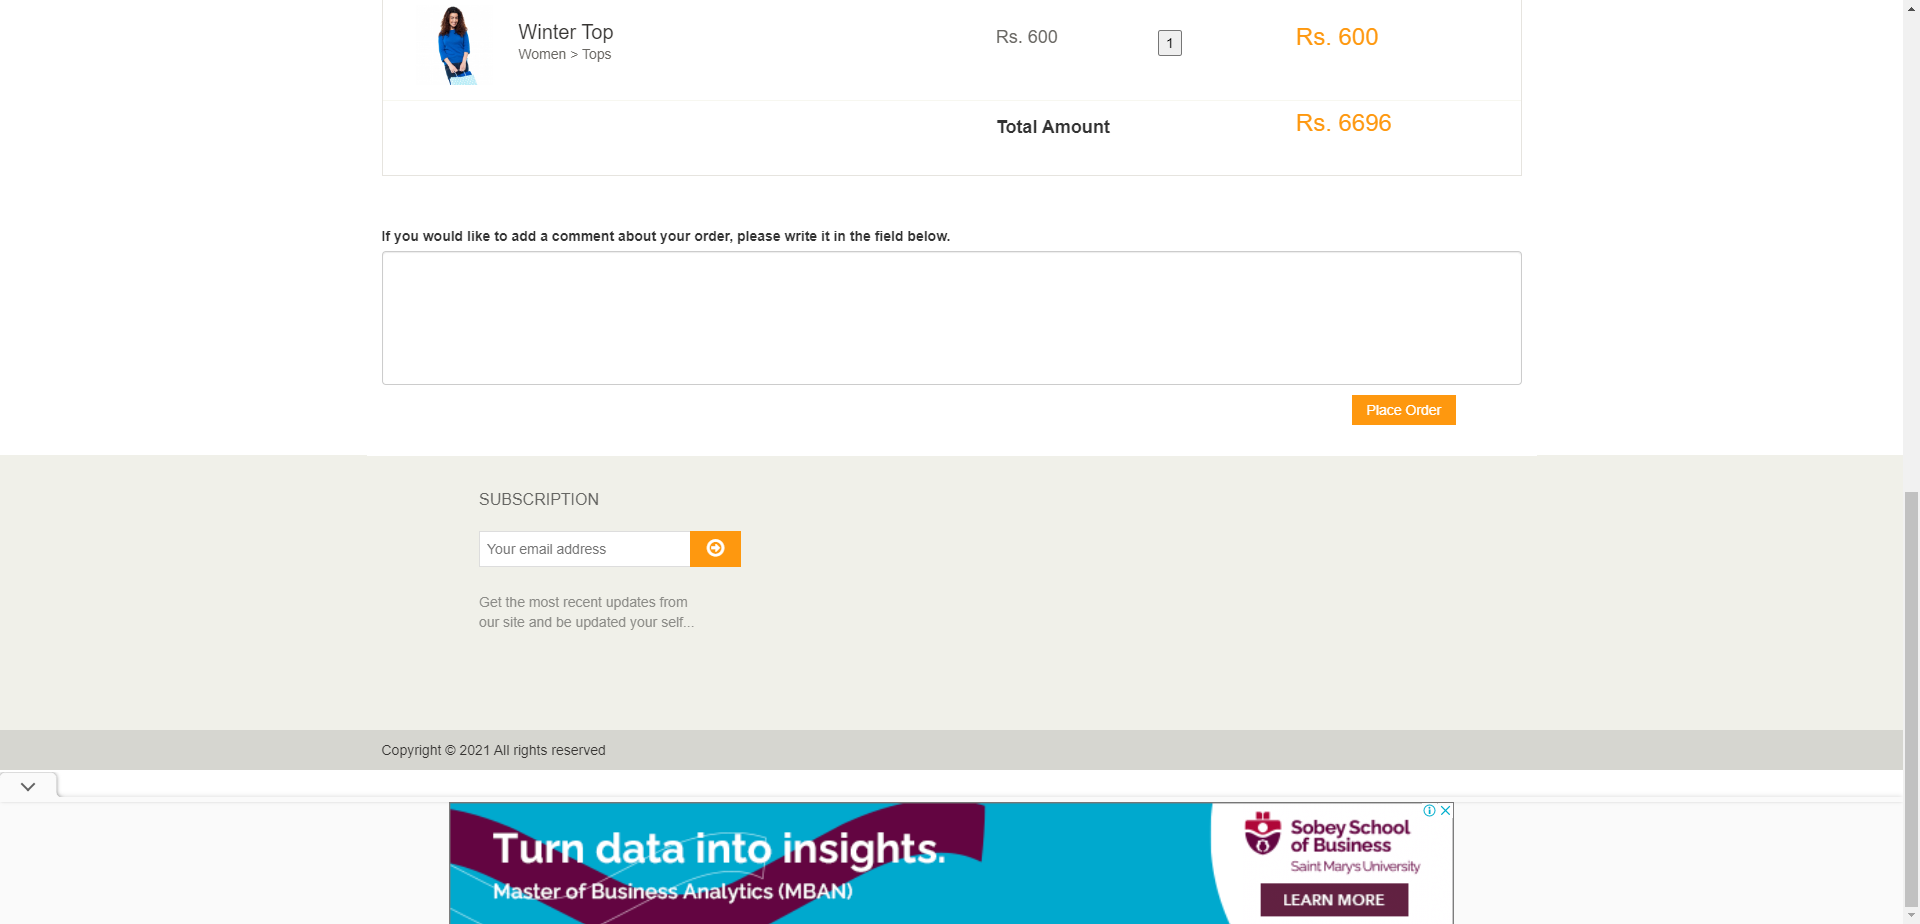 Winter Top
Women > Tops
Rs. 600
1
Rs. 600
Total Amount
Rs. 6696
If you would like to add a comment about your order, please write it in the field below.
Place Order
SUBSCRIPTION
Your email address
Get the most recent updates from
our site and be updated your self...
Copyright © 2021 All rights reserved
Turn data into insights.
Master of Business Analytics (MBAN)
Sobey School
of Business
Saint Mary's University
LEARN MORE